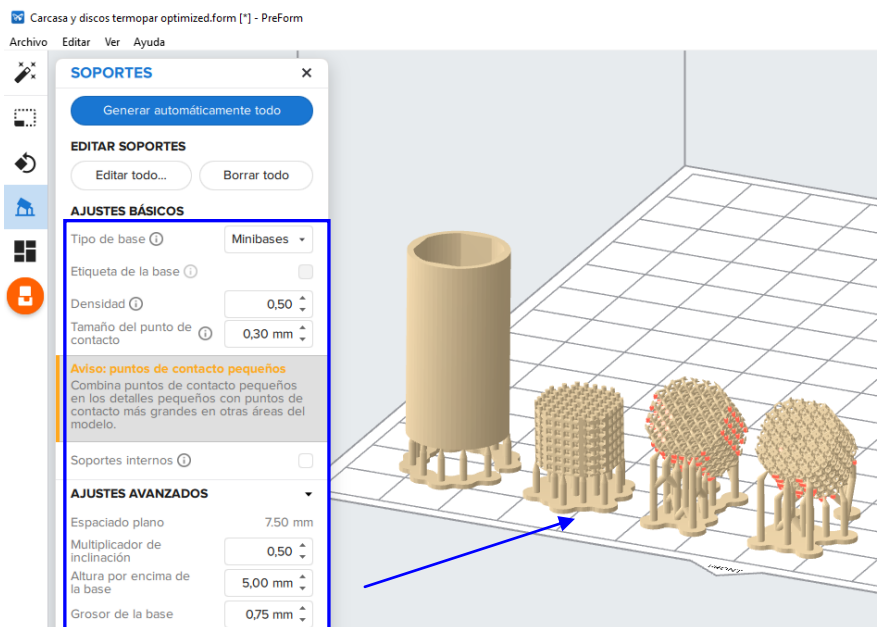 Carcasa y discos termopar optimized.form [*] - PreForm
Archivo Editar Ver Ayuda
SOPORTES
Generar automáticamente todo
EDITAR SOPORTES
Editar todo... Borrar todo
AJUSTES BÁSICOS
Tipo de base Minibases
Etiqueta de la base
Densidad 0,50
Tamaño del punto de
contacto 0,30 mm
Aviso: puntos de contacto pequeños
Combina puntos de contacto pequeños
en los detalles pequeños con puntos de
contacto más grandes en otras áreas del
modelo.
Soportes internos
AJUSTES AVANZADOS
Espaciado plano 7.50 mm
Multiplicador de
inclinación 0,50
Altura por encima de
la base 5,00 mm
Grosor de la base 0,75 mm